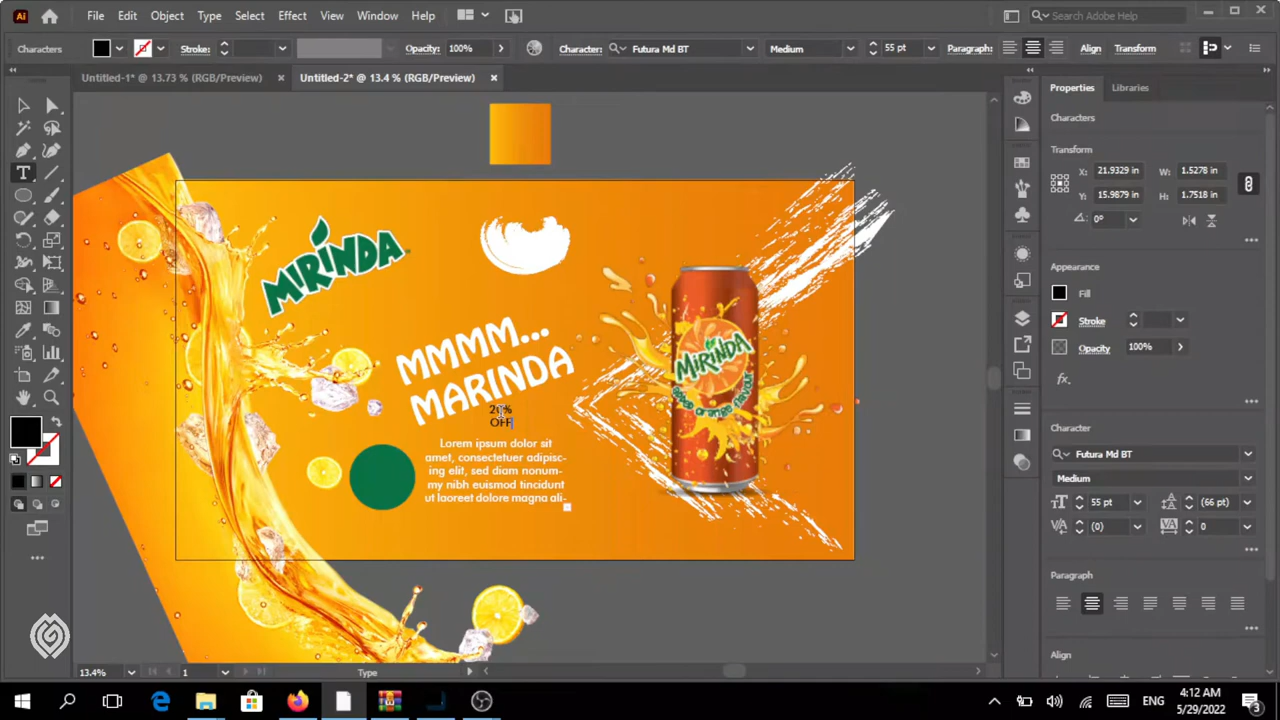 Ai File Edit Object Type Select Effect View Window Help Search Adobe Help
Characters Stroke: Opacity: 100% Character: Futura Md BT Medium 55 pt Paragraph: Align Transform
Untitled-1* @ 13.73 % (RGB/Preview) × Untitled-2* @ 13.4 % (RGB/Preview) ×
Properties Libraries
Characters
Transform
X: 21.9329 in W: 1.5278 in
Y: 15.9879 in H: 1.7518 in
0°
Appearance
Fill
Stroke
Opacity 100%
fx.
Character
Futura Md BT
Medium
55 pt (66 pt)
(0) 0
Paragraph
Align
MIRINDA
MMMM...
MARINDA
20%
OFF
Lorem ipsum dolor sit
amet, consectetuer adipisc-
ing elit, sed diam nonum-
my nibh euismod tincidunt
ut laoreet dolore magna ali-
MIRINDA
orange flavour
13.4% 1 Type
ENG 4:12 AM
5/29/2022 3